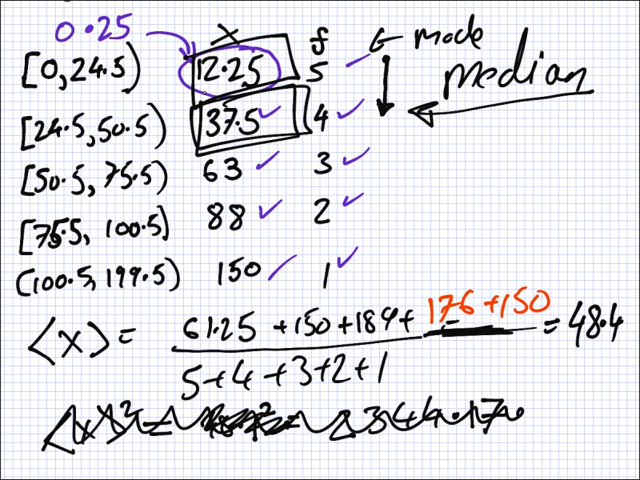 0.25
x f ← mode
[0, 24.5) 12.25 5 median
[24.5, 50.5) 37.5 4
[50.5, 75.5) 63 3
[75.5, 100.5) 88 2
(100.5, 199.5) 150 1
⟨x⟩ = 61.25 + 150 + 189 + 176 + 150 = 48.4
5 + 4 + 3 + 2 + 1
⟨x⟩² =